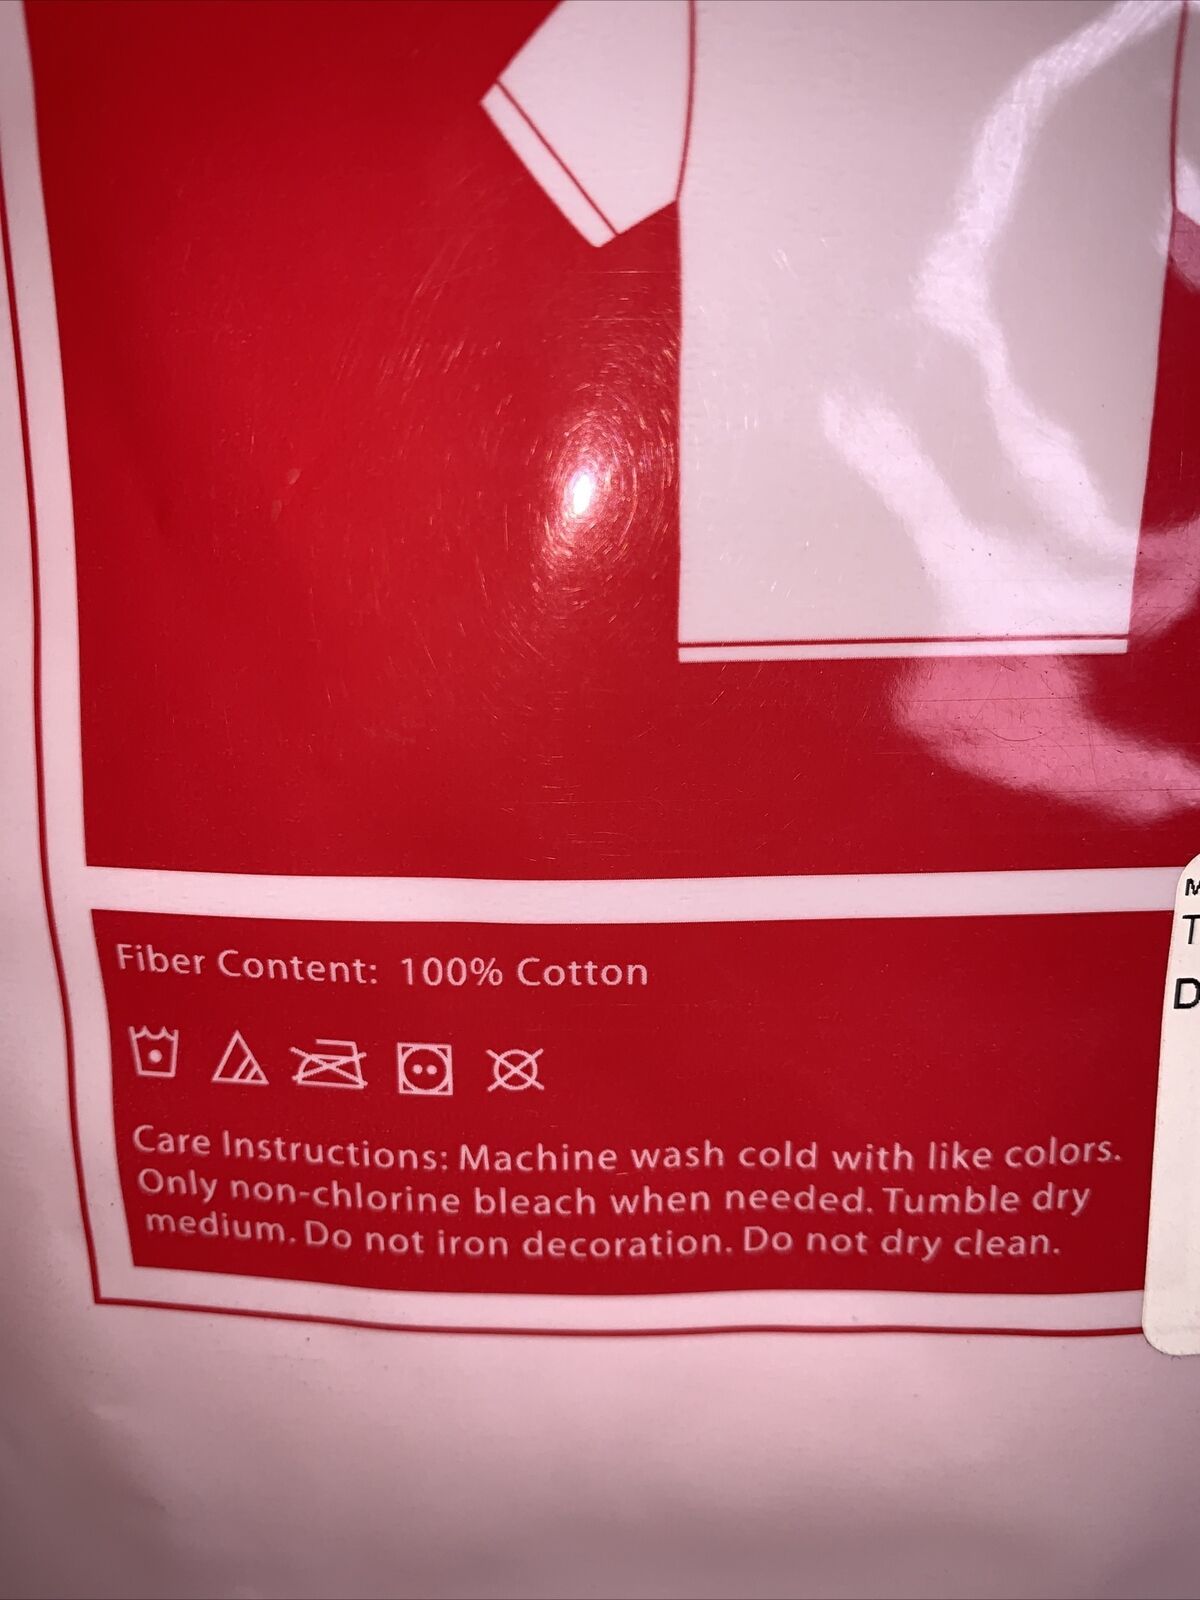 Fiber Content: 100% Cotton
Care Instructions: Machine wash cold with like colors.
Only non-chlorine bleach when needed. Tumble dry
medium. Do not iron decoration. Do not dry clean.